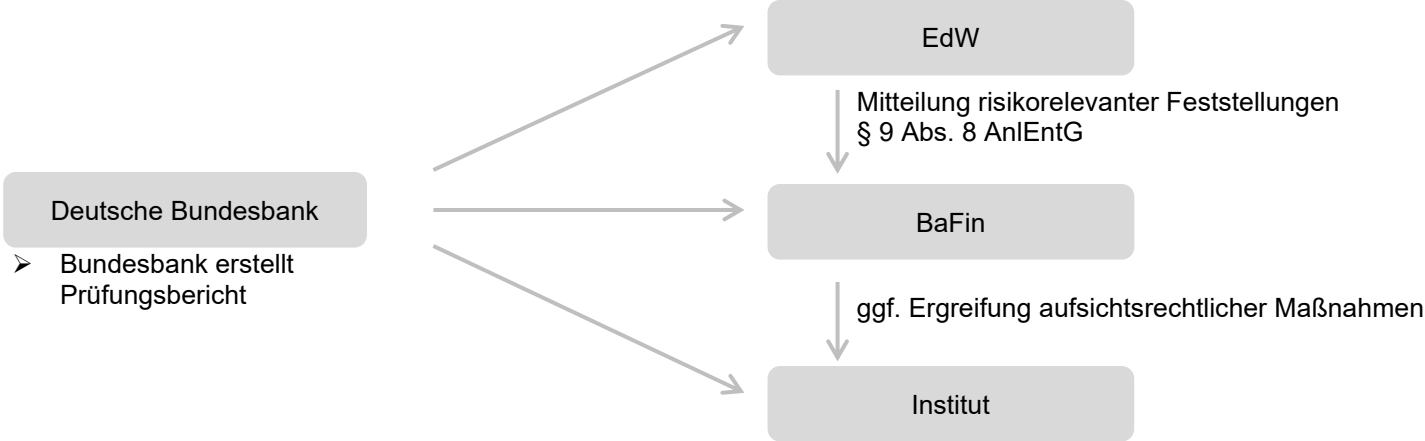 EdW
Mitteilung risikorelevanter Feststellungen
§ 9 Abs. 8 AnlEntG
Deutsche Bundesbank
➢ Bundesbank erstellt
Prüfungsbericht
BaFin
ggf. Ergreifung aufsichtsrechtlicher Maßnahmen
Institut